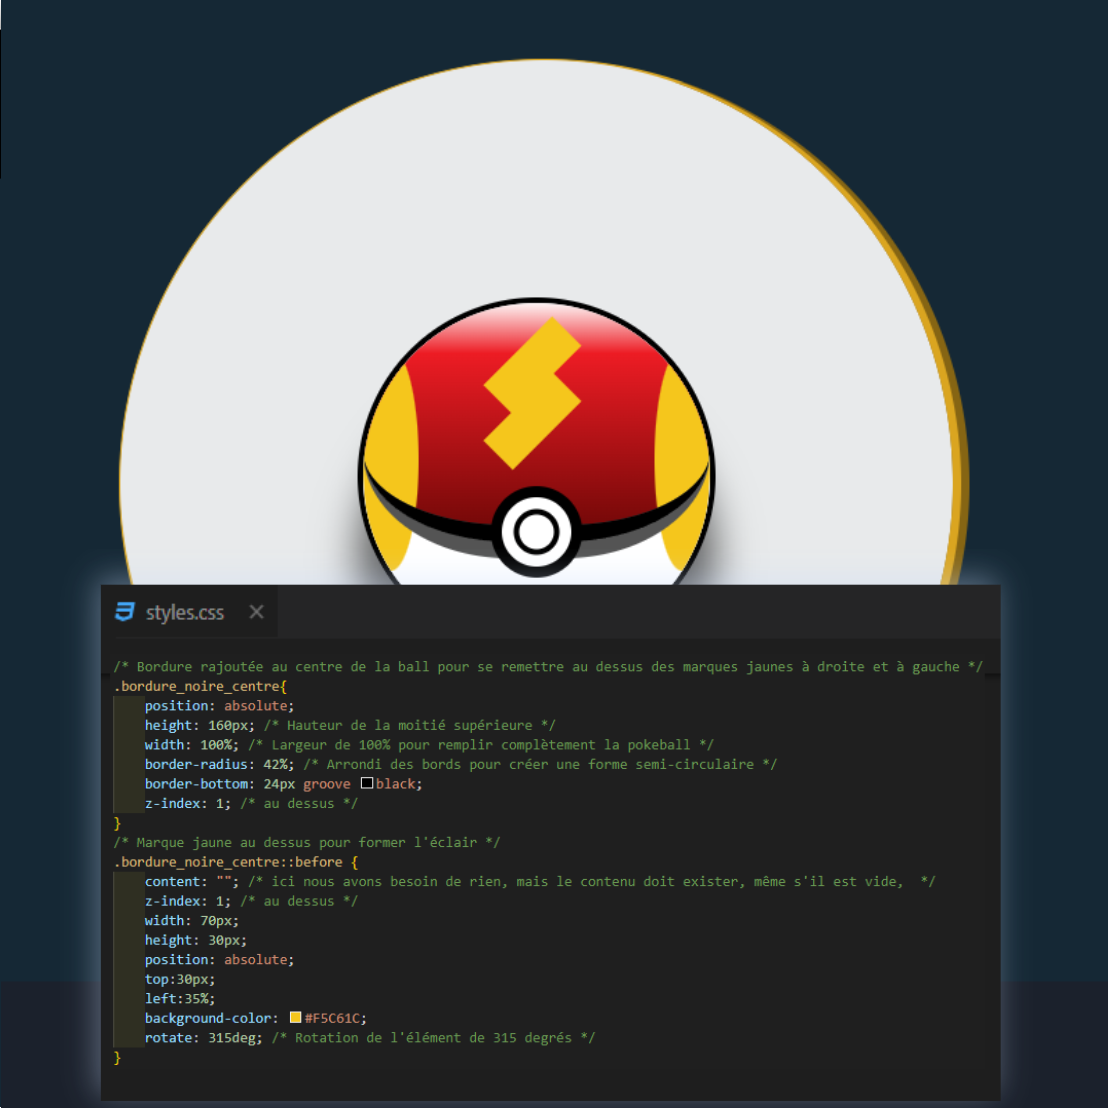 styles.css ×
/* Bordure rajoutée au centre de la ball pour se remettre au dessus des marques jaunes à droite et à gauche */
.bordure_noire_centre{
position: absolute;
height: 160px; /* Hauteur de la moitié supérieure */
width: 100%; /* Largeur de 100% pour remplir complètement la pokeball */
border-radius: 42%; /* Arrondi des bords pour créer une forme semi-circulaire */
border-bottom: 24px groove black;
z-index: 1; /* au dessus */
}
/* Marque jaune au dessus pour former l'éclair */
.bordure_noire_centre::before {
content: ""; /* ici nous avons besoin de rien, mais le contenu doit exister, même s'il est vide,  */
z-index: 1; /* au dessus */
width: 70px;
height: 30px;
position: absolute;
top:30px;
left:35%;
background-color: #F5C61C;
rotate: 315deg; /* Rotation de l'élément de 315 degrés */
}